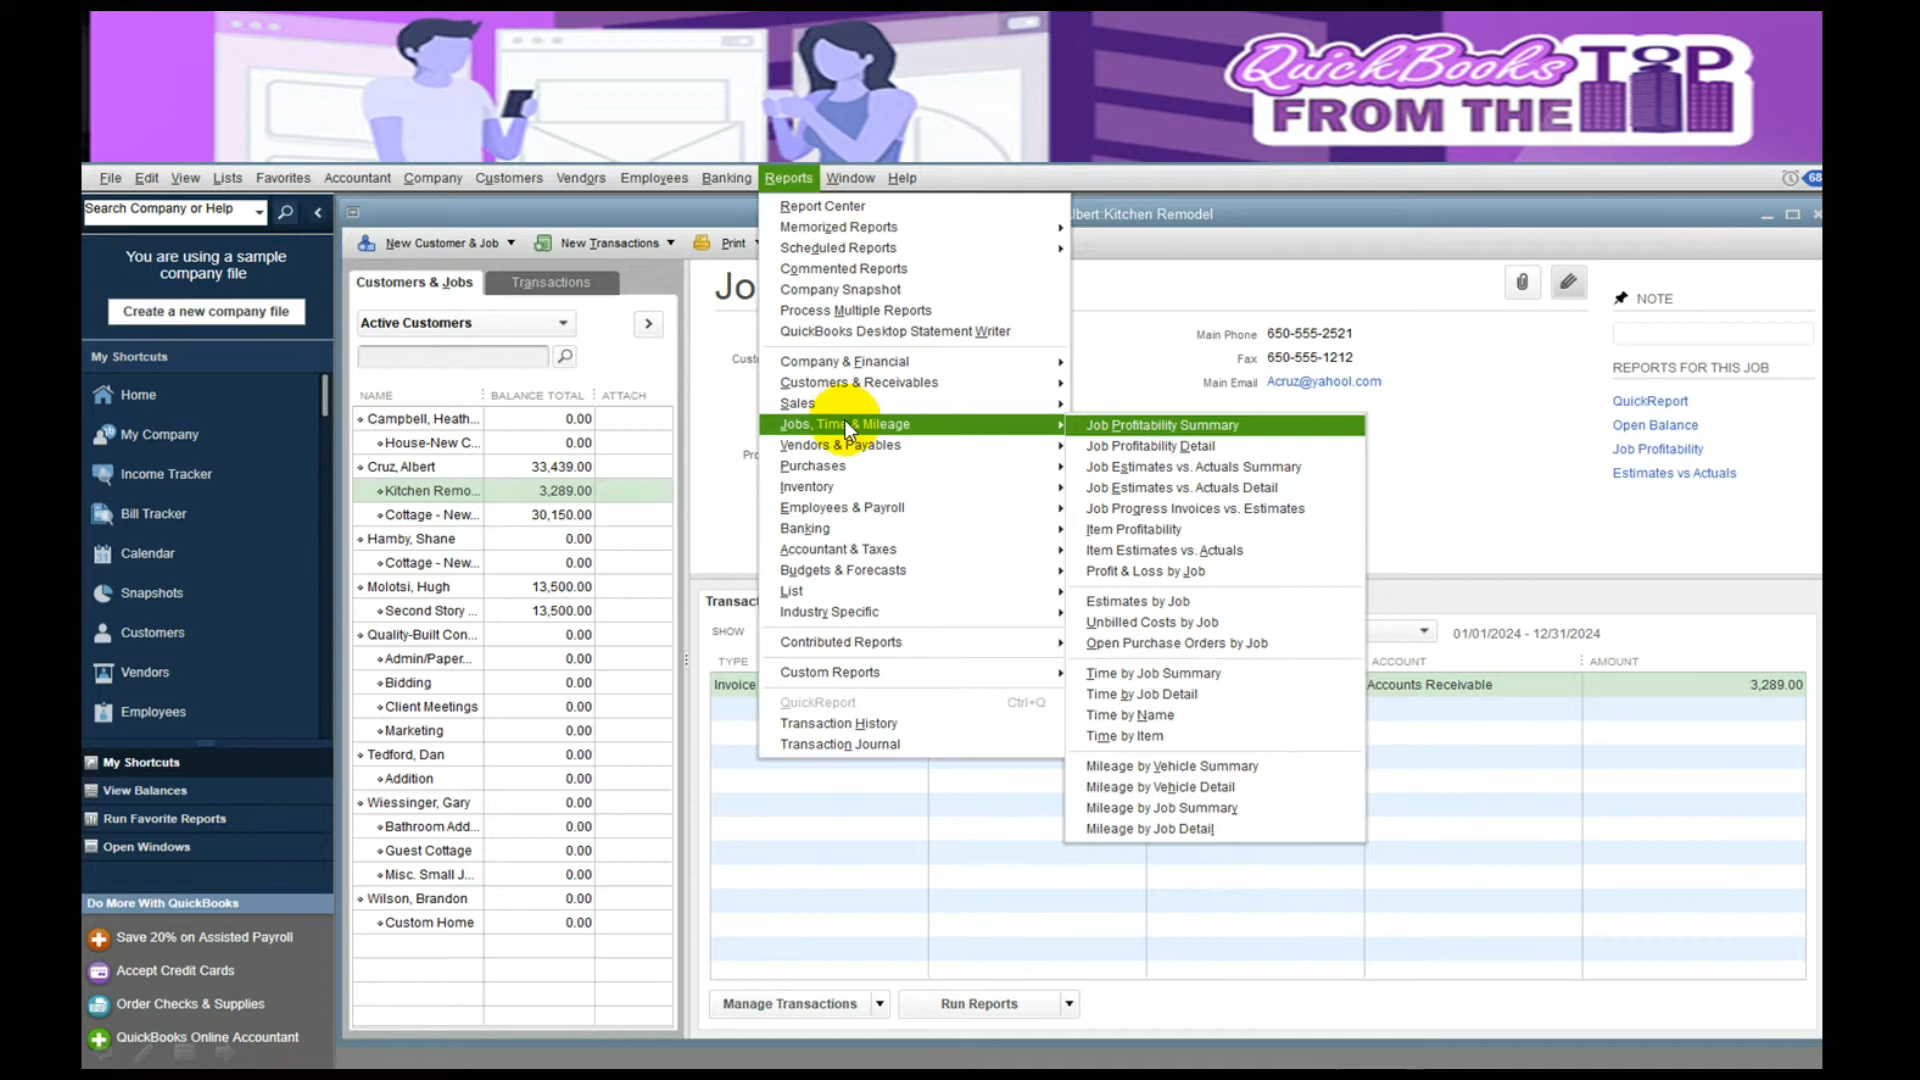 QuickBooks TOP
FROM THE
File Edit View Lists Favorites Accountant Company Customers Vendors Employees Banking Reports Window Help
68
Search Company or Help
You are using a sample
company file
Create a new company file
My Shortcuts
Home
My Company
Income Tracker
Bill Tracker
Calendar
Snapshots
Customers
Vendors
Employees
My Shortcuts
View Balances
Run Favorite Reports
Open Windows
Do More With QuickBooks
Save 20% on Assisted Payroll
Accept Credit Cards
Order Checks & Supplies
QuickBooks Online Accountant
lbert:Kitchen Remodel
New Customer & Job New Transactions Print
Customers & Jobs Transactions
Active Customers
NAME BALANCE TOTAL ATTACH
Campbell, Heath... 0.00
House-New C... 0.00
Cruz, Albert 33,439.00
Kitchen Remo... 3,289.00
Cottage - New... 30,150.00
Hamby, Shane 0.00
Cottage - New... 0.00
Molotsi, Hugh 13,500.00
Second Story ... 13,500.00
Quality-Built Con... 0.00
Admin/Paper... 0.00
Bidding 0.00
Client Meetings 0.00
Marketing 0.00
Tedford, Dan 0.00
Addition 0.00
Wiessinger, Gary 0.00
Bathroom Add... 0.00
Guest Cottage 0.00
Misc. Small J... 0.00
Wilson, Brandon 0.00
Custom Home 0.00
Report Center
Memorized Reports
Scheduled Reports
Commented Reports
Company Snapshot
Process Multiple Reports
QuickBooks Desktop Statement Writer
Company & Financial
Customers & Receivables
Sales
Jobs, Time & Mileage
Vendors & Payables
Purchases
Inventory
Employees & Payroll
Banking
Accountant & Taxes
Budgets & Forecasts
List
Industry Specific
Contributed Reports
Custom Reports
QuickReport Ctrl+Q
Transaction History
Transaction Journal
Job Profitability Summary
Job Profitability Detail
Job Estimates vs. Actuals Summary
Job Estimates vs. Actuals Detail
Job Progress Invoices vs. Estimates
Item Profitability
Item Estimates vs. Actuals
Profit & Loss by Job
Estimates by Job
Unbilled Costs by Job
Open Purchase Orders by Job
Time by Job Summary
Time by Job Detail
Time by Name
Time by Item
Mileage by Vehicle Summary
Mileage by Vehicle Detail
Mileage by Job Summary
Mileage by Job Detail
Jo
Custo
Pro
Main Phone 650-555-2521
Fax 650-555-1212
Main Email Acruz@yahool.com
NOTE
REPORTS FOR THIS JOB
QuickReport
Open Balance
Job Profitability
Estimates vs Actuals
Transac
SHOW 01/01/2024 - 12/31/2024
TYPE ACCOUNT AMOUNT
Invoice Accounts Receivable 3,289.00
Manage Transactions Run Reports